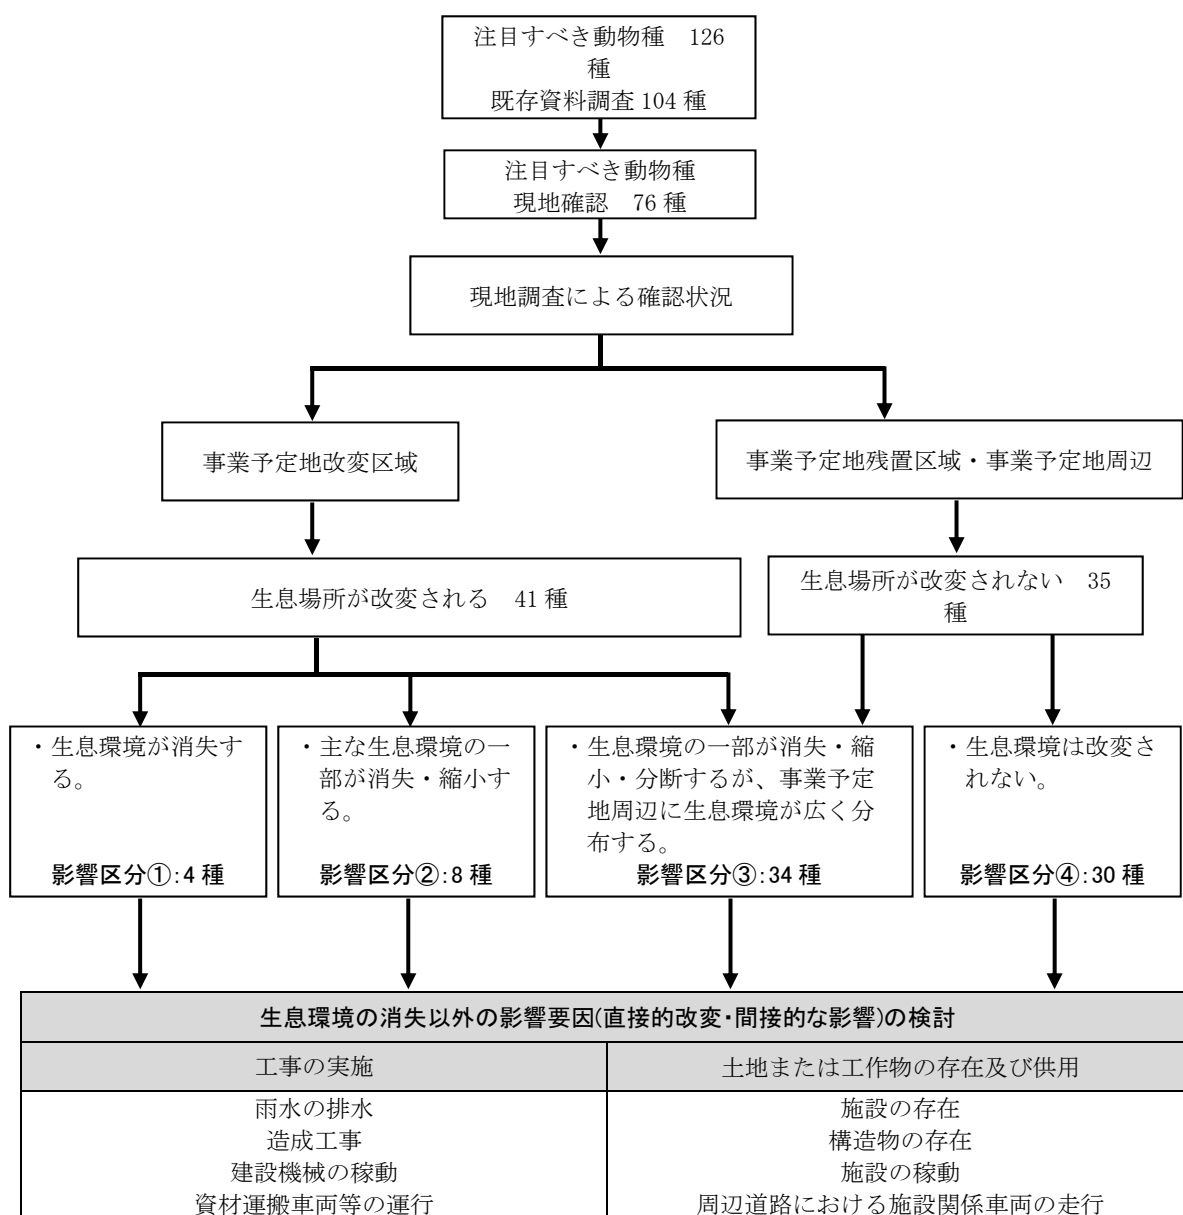 注目すべき動物種　126
種
既存資料調査 104 種
注目すべき動物種
現地確認　76 種
現地調査による確認状況
事業予定地改変区域
事業予定地残置区域・事業予定地周辺
生息場所が改変される　41 種
生息場所が改変されない　35
種
・生息環境が消失す
る。
影響区分①:4 種
・主な生息環境の一
部が消失・縮小す
る。
影響区分②:8 種
・生息環境の一部が消失・縮
小・分断するが、事業予定
地周辺に生息環境が広く分
布する。
影響区分③:34 種
・生息環境は改変さ
れない。
影響区分④:30 種
生息環境の消失以外の影響要因(直接的改変・間接的な影響)の検討
工事の実施
土地または工作物の存在及び供用
雨水の排水
造成工事
建設機械の稼動
資材運搬車両等の運行
施設の存在
構造物の存在
施設の稼動
周辺道路における施設関係車両の走行